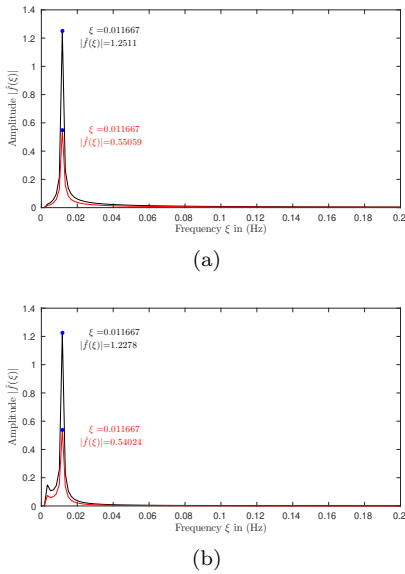 1.4
1.2
1
0.8
0.6
0.4
0.2
0
Amplitude |f̂(ξ)|
ξ =0.011667
|f̂(ξ)|=1.2511
ξ =0.011667
|f̂(ξ)|=0.55059
0 0.02 0.04 0.06 0.08 0.1 0.12 0.14 0.16 0.18 0.2
Frequency ξ in (Hz)
(a)
1.4
1.2
1
0.8
0.6
0.4
0.2
0
Amplitude |f̂(ξ)|
ξ =0.011667
|f̂(ξ)|=1.2278
ξ =0.011667
|f̂(ξ)|=0.54024
0 0.02 0.04 0.06 0.08 0.1 0.12 0.14 0.16 0.18 0.2
Frequency ξ in (Hz)
(b)